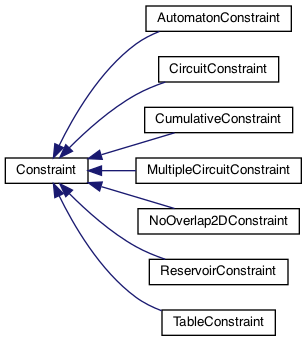 AutomatonConstraint
CircuitConstraint
CumulativeConstraint
Constraint
MultipleCircuitConstraint
NoOverlap2DConstraint
ReservoirConstraint
TableConstraint